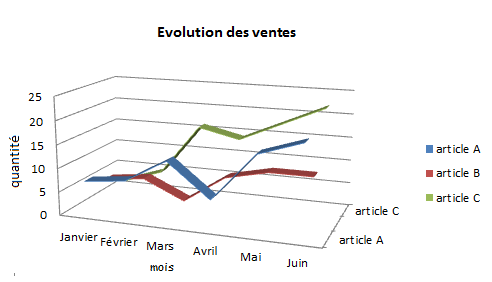 Evolution des ventes
25
20
15
10
5
0
quantité
Janvier
Février
Mars
Avril
Mai
Juin
mois
article C
article A
article A
article B
article C